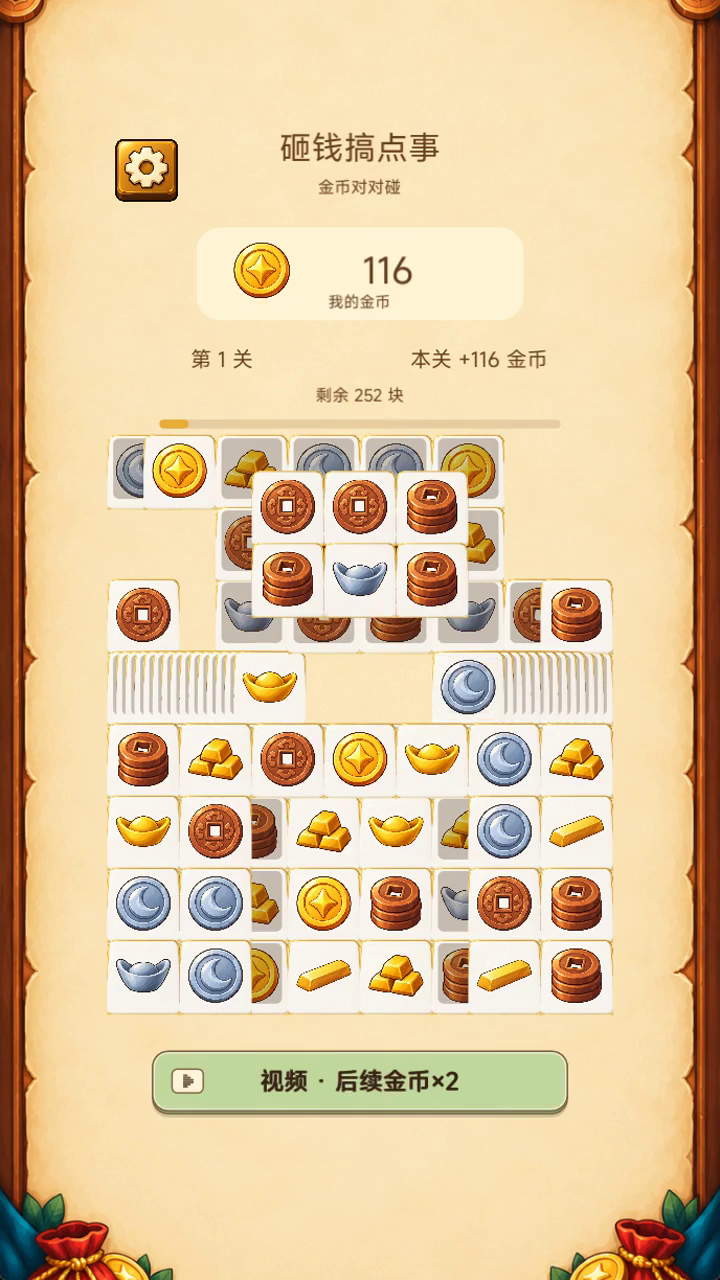 砸钱搞点事
金币对对碰
116
我的金币
第 1 关
本关 +116 金币
剩余 252 块
视频 · 后续金币×2